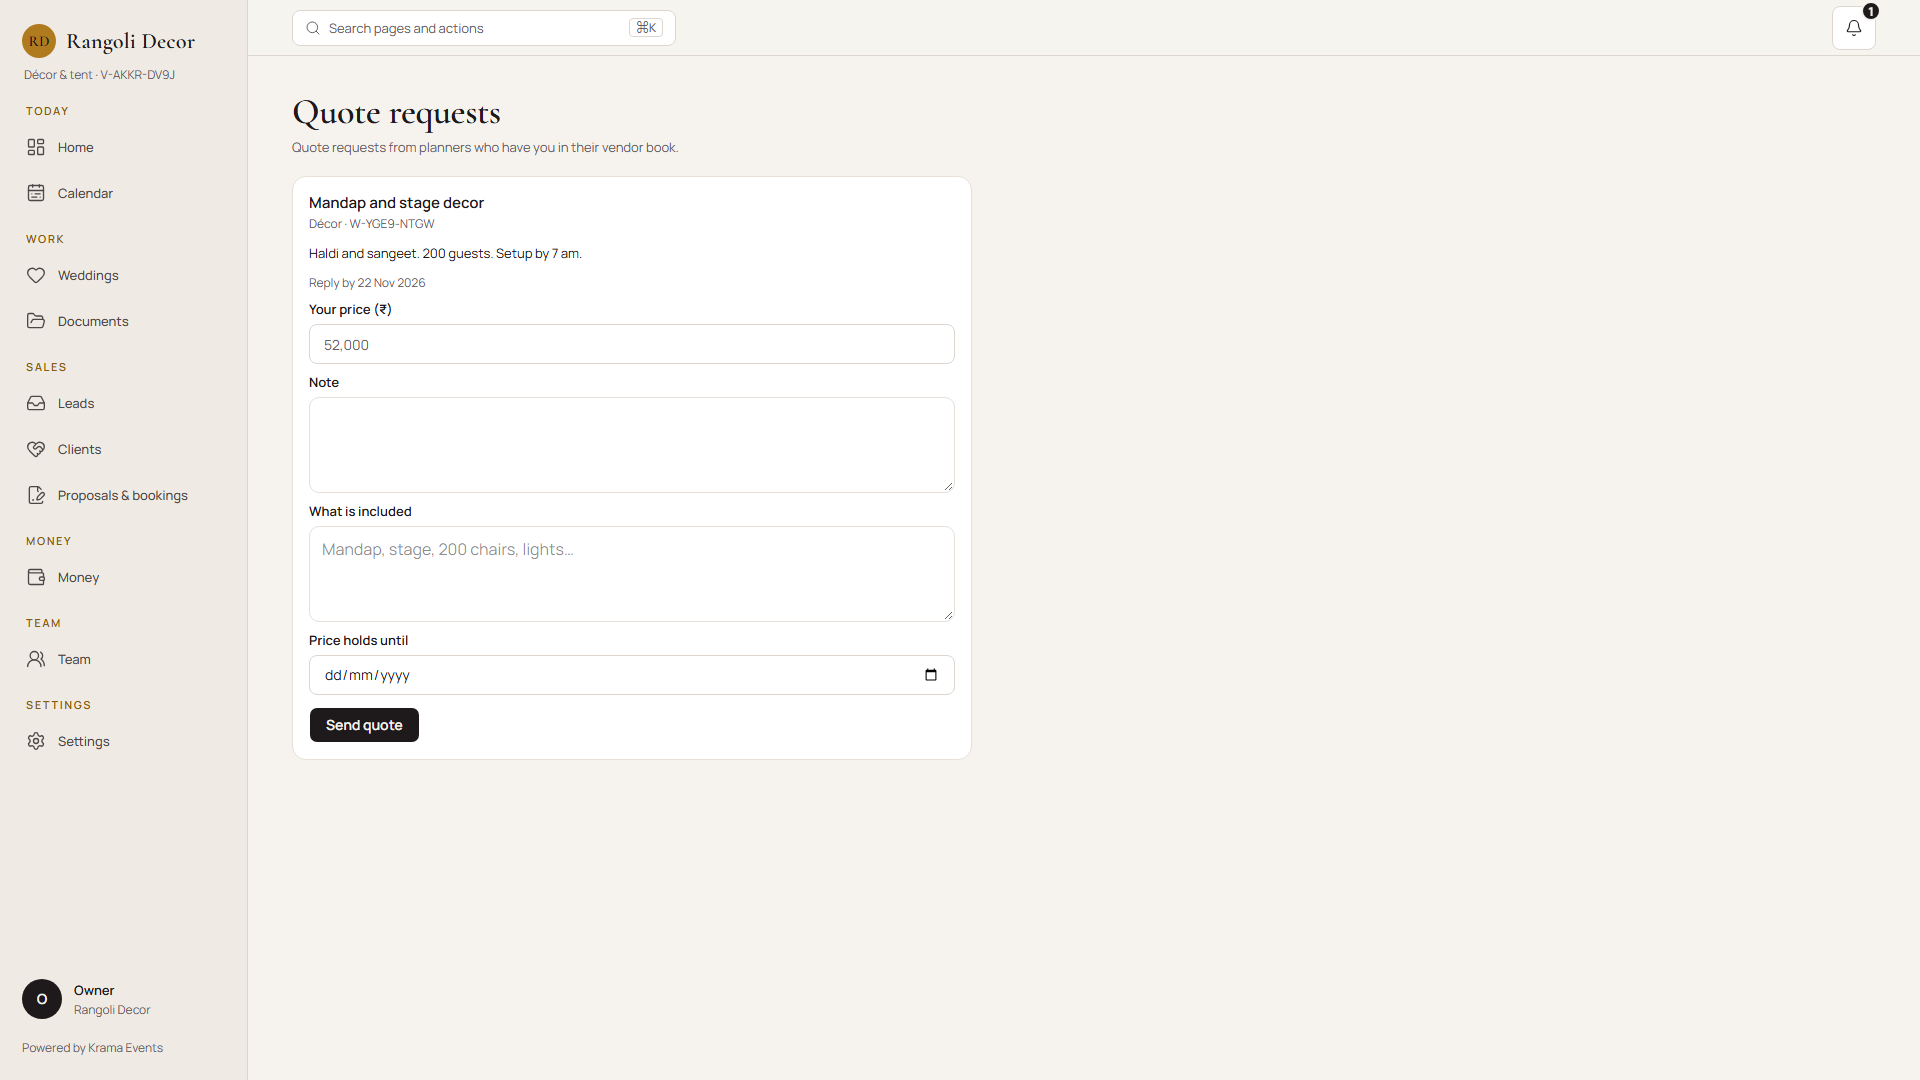 RD Rangoli Decor
Décor & tent · V-AKKR-DV9J
TODAY
Home
Calendar
WORK
Weddings
Documents
SALES
Leads
Clients
Proposals & bookings
MONEY
Money
TEAM
Team
SETTINGS
Settings
O
Owner
Rangoli Decor
Powered by Krama Events
Search pages and actions ⌘K
1
Quote requests
Quote requests from planners who have you in their vendor book.
Mandap and stage decor
Décor · W-YGE9-NTGW
Haldi and sangeet. 200 guests. Setup by 7 am.
Reply by 22 Nov 2026
Your price (₹)
52,000
Note
What is included
Mandap, stage, 200 chairs, lights...
Price holds until
dd/mm/yyyy
Send quote